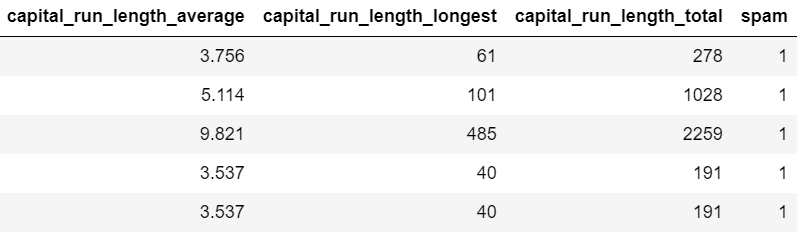 capital_run_length_average capital_run_length_longest capital_run_length_total spam
3.756 61 278 1
5.114 101 1028 1
9.821 485 2259 1
3.537 40 191 1
3.537 40 191 1